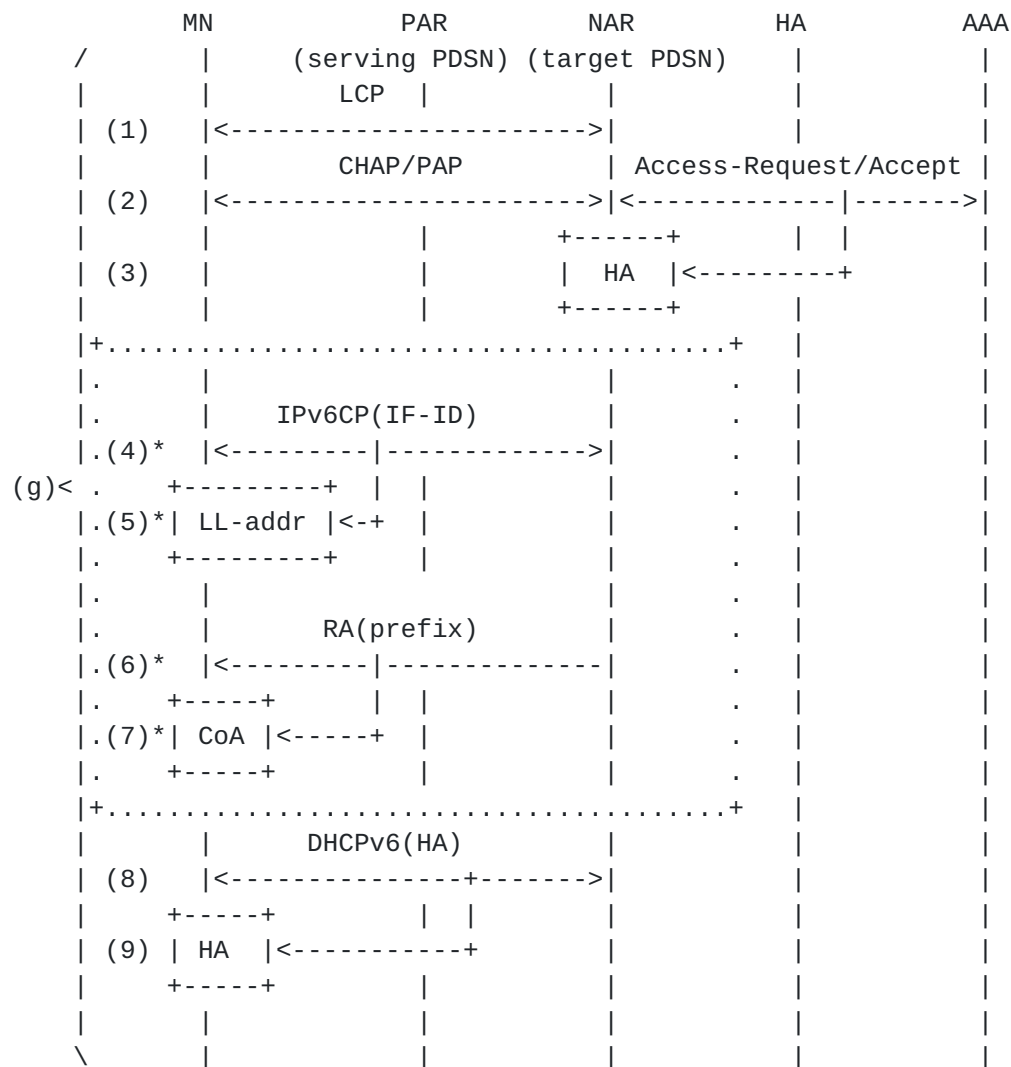 MN PAR NAR HA AAA
/ | (serving PDSN) (target PDSN) | |
| | LCP | | | |
| (1) |<----------------------->| | |
| | CHAP/PAP | Access-Request/Accept |
| (2) |<----------------------->|<-------------|------->|
| | | +------+ | | |
| (3) | | | HA |<---------+ |
| | | +------+ | |
|+........................................+ | |
|. | | . | |
|. | IPv6CP(IF-ID) | . | |
|.(4)* |<---------|------------->| . | |
(g)< . +---------+ | | | . | |
|.(5)*| LL-addr |<-+ | | . | |
|. +---------+ | | . | |
|. | | . | |
|. | RA(prefix) | . | |
|.(6)* |<---------|--------------| . | |
|. +-----+ | | | . | |
|.(7)*| CoA |<-----+ | | . | |
|. +-----+ | | . | |
|+........................................+ | |
| | DHCPv6(HA) | | |
| (8) |<---------------+------->| | |
| +-----+ | | | | |
| (9) | HA |<-----------+ | | |
| +-----+ | | | |
| | | | | |
\ | | | | |